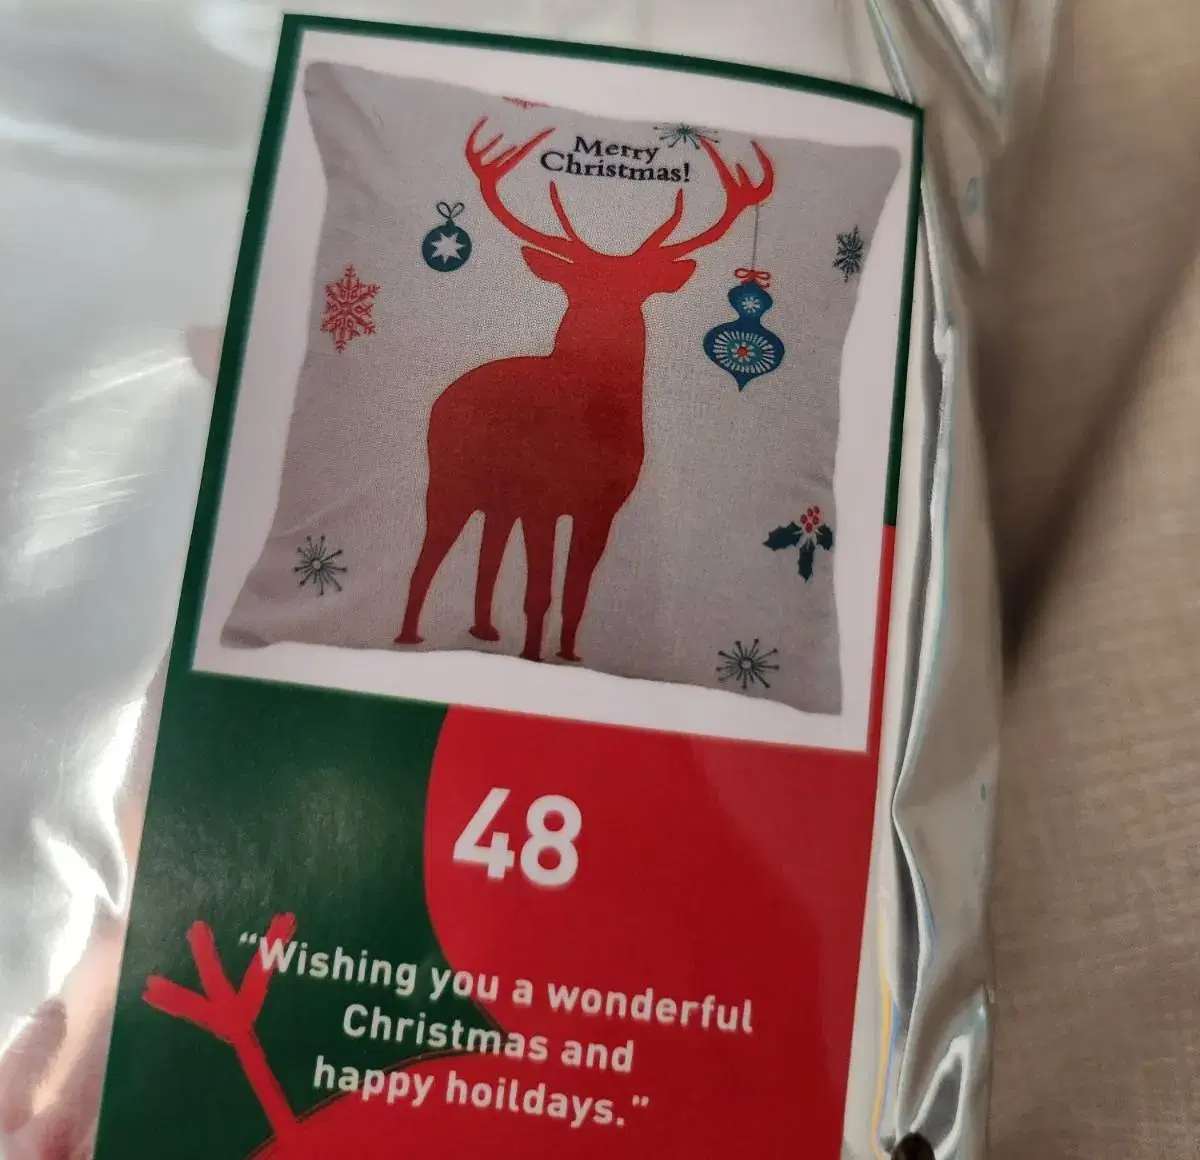 Merry
Christmas!
48
"Wishing you a wonderful
Christmas and
happy hoildays."